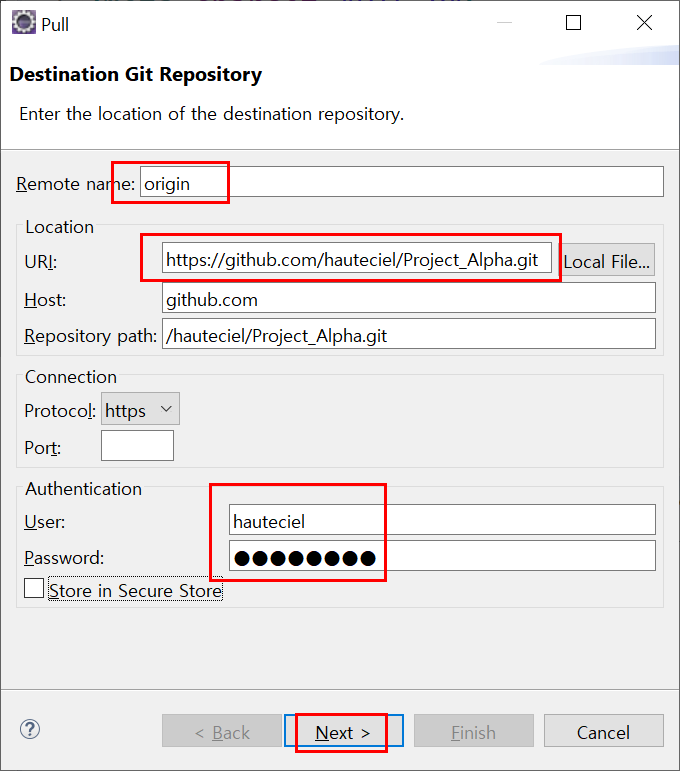 Pull
Destination Git Repository
Enter the location of the destination repository.
Remote name: origin
Location
URI: https://github.com/hauteciel/Project_Alpha.git Local File...
Host: github.com
Repository path: /hauteciel/Project_Alpha.git
Connection
Protocol: https
Port:
Authentication
User: hauteciel
Password: ●●●●●●●●
Store in Secure Store
? < Back Next > Finish Cancel